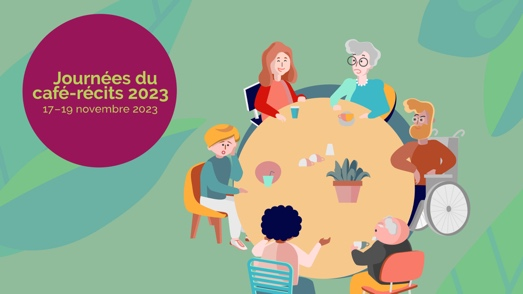 Journées du
café-récits 2023
17–19 novembre 2023